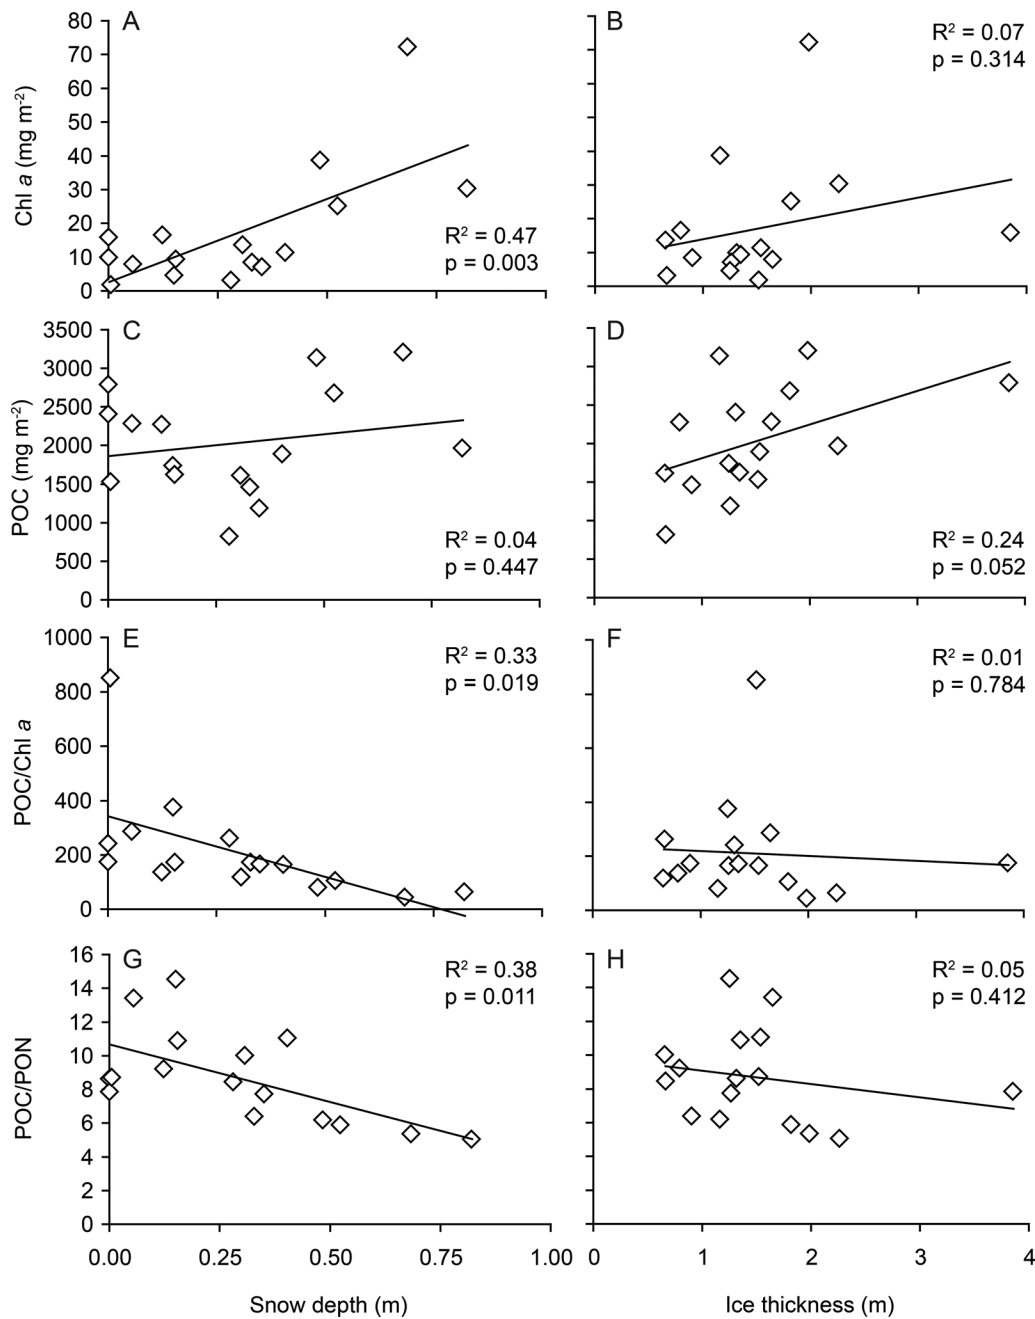 A
80
70
60
50
40
30
20
10
0
Chl a (mg m⁻²)
R² = 0.47
p = 0.003
B
R² = 0.07
p = 0.314
C
3500
3000
2500
2000
1500
1000
500
0
POC (mg m⁻²)
R² = 0.04
p = 0.447
D
R² = 0.24
p = 0.052
E
1000
800
600
400
200
0
POC/Chl a
R² = 0.33
p = 0.019
F
R² = 0.01
p = 0.784
G
16
14
12
10
8
6
4
2
0
POC/PON
R² = 0.38
p = 0.011
0.00 0.25 0.50 0.75 1.00
Snow depth (m)
H
R² = 0.05
p = 0.412
0 1 2 3 4
Ice thickness (m)